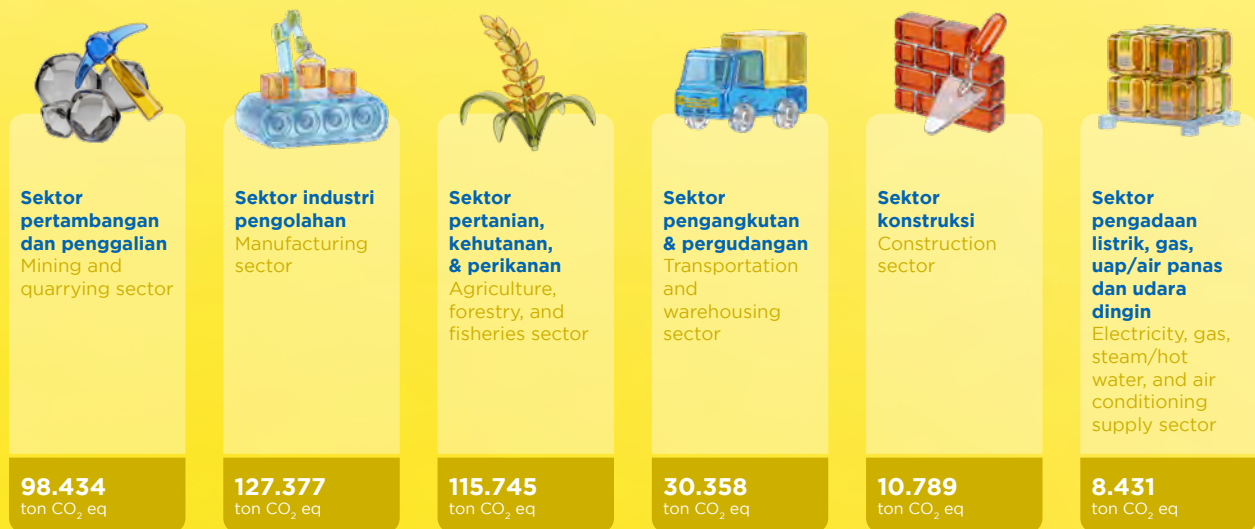 Sektor
pertambangan
dan penggalian
Mining and
quarrying sector
98.434
ton CO₂ eq
Sektor industri
pengolahan
Manufacturing
sector
127.377
ton CO₂ eq
Sektor
pertanian,
kehutanan,
& perikanan
Agriculture,
forestry, and
fisheries sector
115.745
ton CO₂ eq
Sektor
pengangkutan
& pergudangan
Transportation
and
warehousing
sector
30.358
ton CO₂ eq
Sektor
konstruksi
Construction
sector
10.789
ton CO₂ eq
Sektor
pengadaan
listrik, gas,
uap/air panas
dan udara
dingin
Electricity, gas,
steam/hot
water, and air
conditioning
supply sector
8.431
ton CO₂ eq